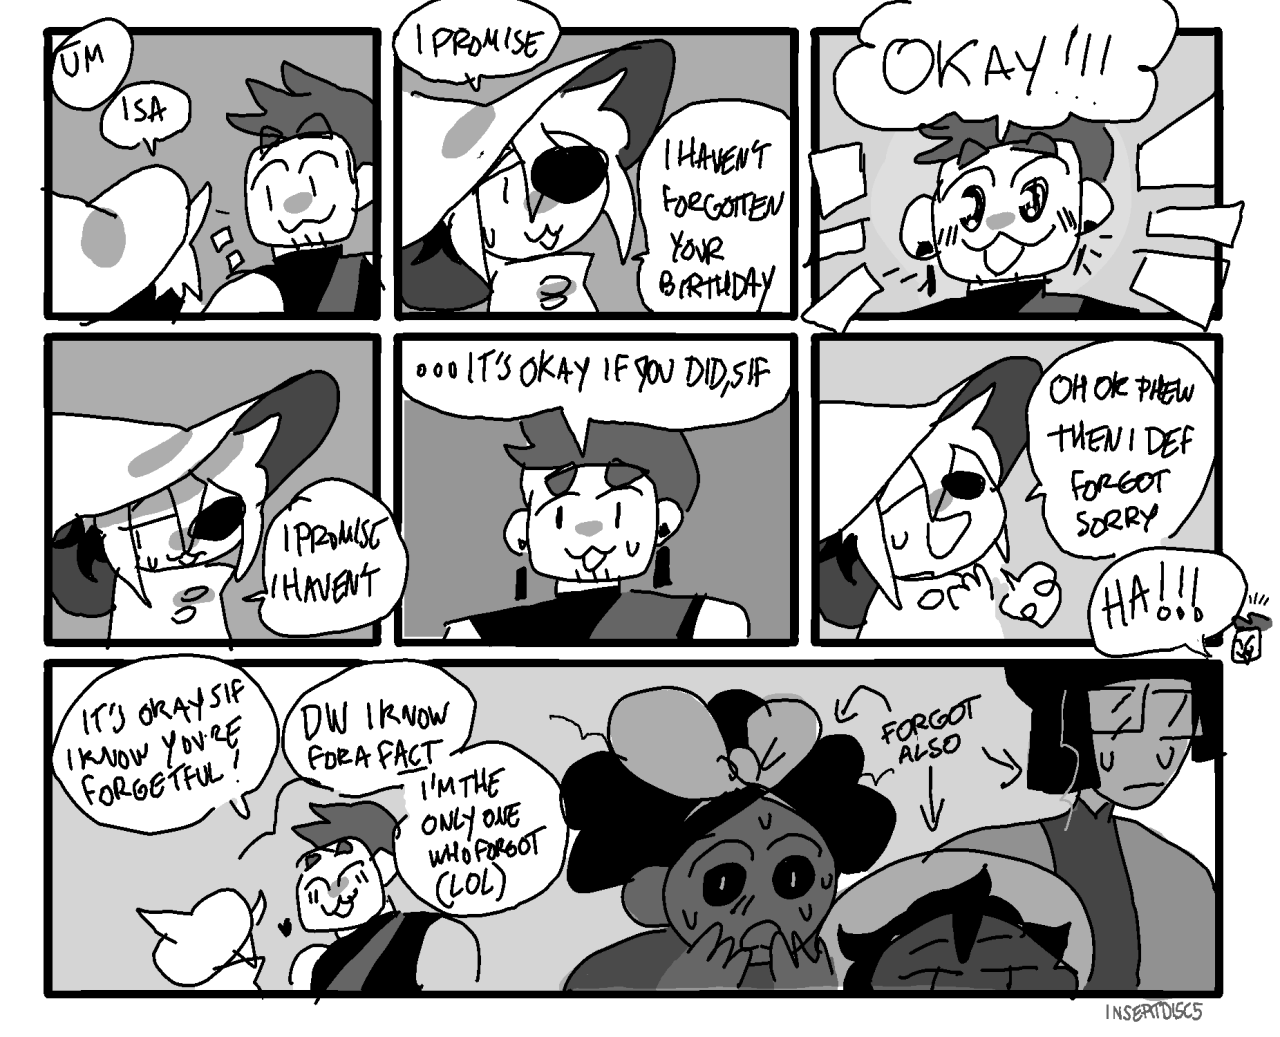 UM
ISA
I PROMISE
I HAVEN'T
FORGOTTEN
YOUR
BIRTHDAY
OKAY!!!
I PROMISE
I HAVEN'T
...IT'S OKAY IF YOU DID, SIF
OH OK PHEW
THEN I DEF
FORGOT
SORRY
HA!!!
IT'S OKAY SIF
I KNOW YOU'RE
FORGETFUL!
DW I KNOW
FOR A FACT
I'M THE
ONLY ONE
WHO FORGOT
(LOL)
FORGOT
ALSO
INSERTDISC5